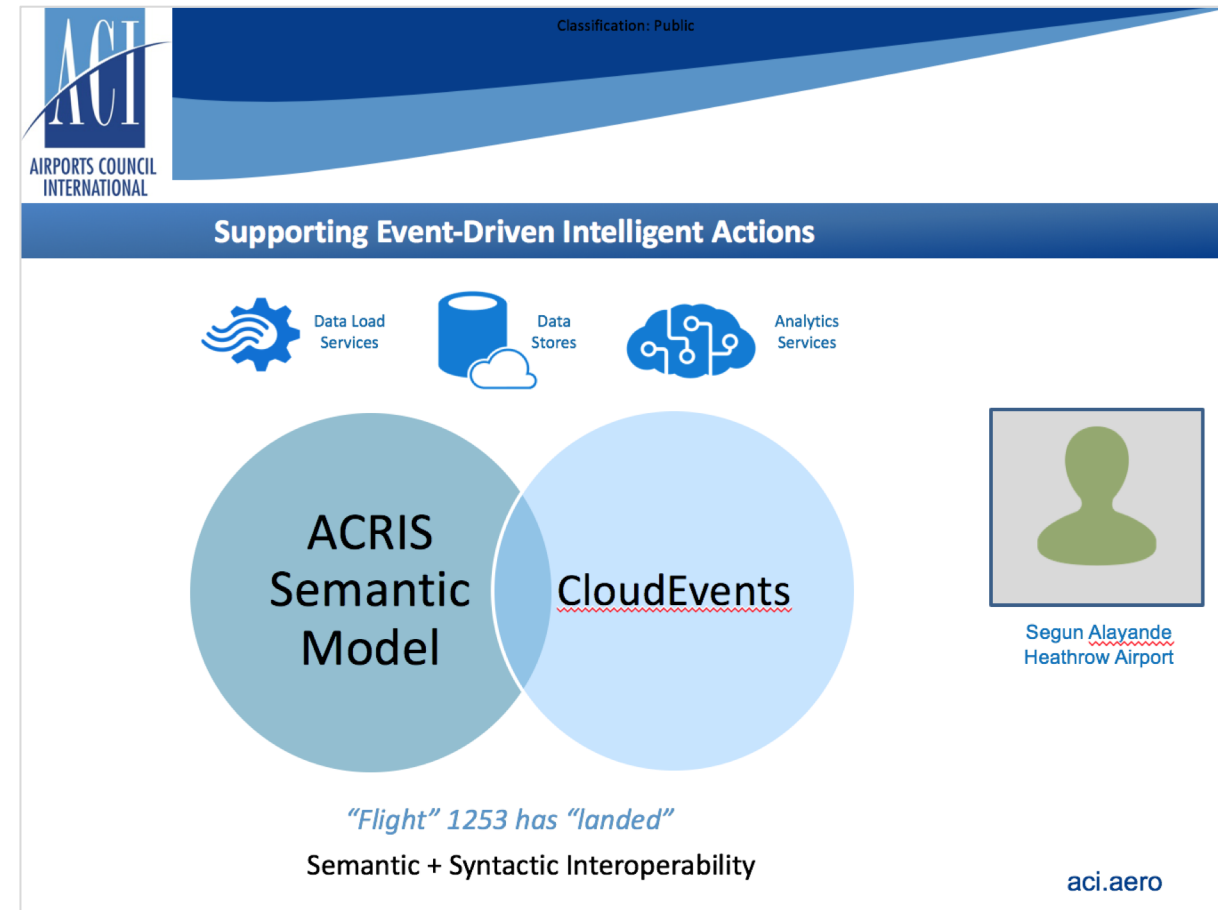 Classification: Public
ACI
AIRPORTS COUNCIL
INTERNATIONAL
Supporting Event-Driven Intelligent Actions
Data Load
Services
Data
Stores
Analytics
Services
ACRIS
Semantic
Model
CloudEvents
Segun Alayande
Heathrow Airport
“Flight” 1253 has “landed”
Semantic + Syntactic Interoperability
aci.aero